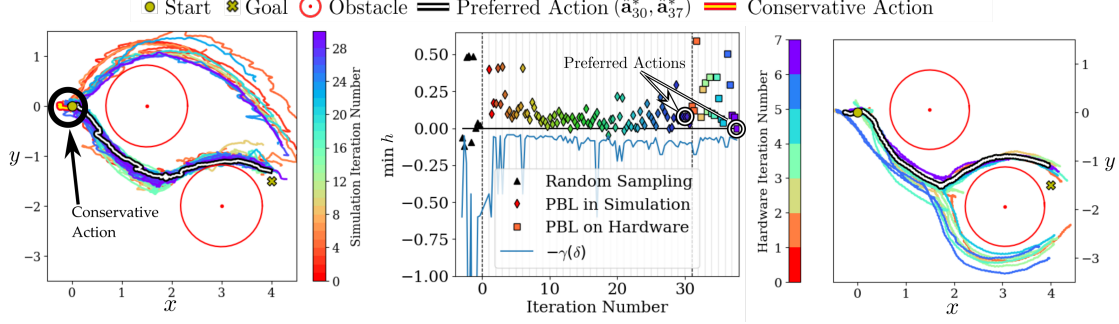 Start Goal Obstacle Preferred Action (ä*30, ä*37) Conservative Action
1
0
−1
−2
−3
y
0 1 2 3 4
x
Conservative
Action
28
24
20
16
12
8
4
0
Simulation Iteration Number
0.50
0.25
0.00
−0.25
−0.50
−0.75
−1.00
min h
Preferred Actions
Random Sampling
PBL in Simulation
PBL on Hardware
−γ(δ)
0 10 20 30
Iteration Number
7
6
5
4
3
2
1
0
Hardware Iteration Number
1
0
−1
−2
−3
y
0 1 2 3 4
x